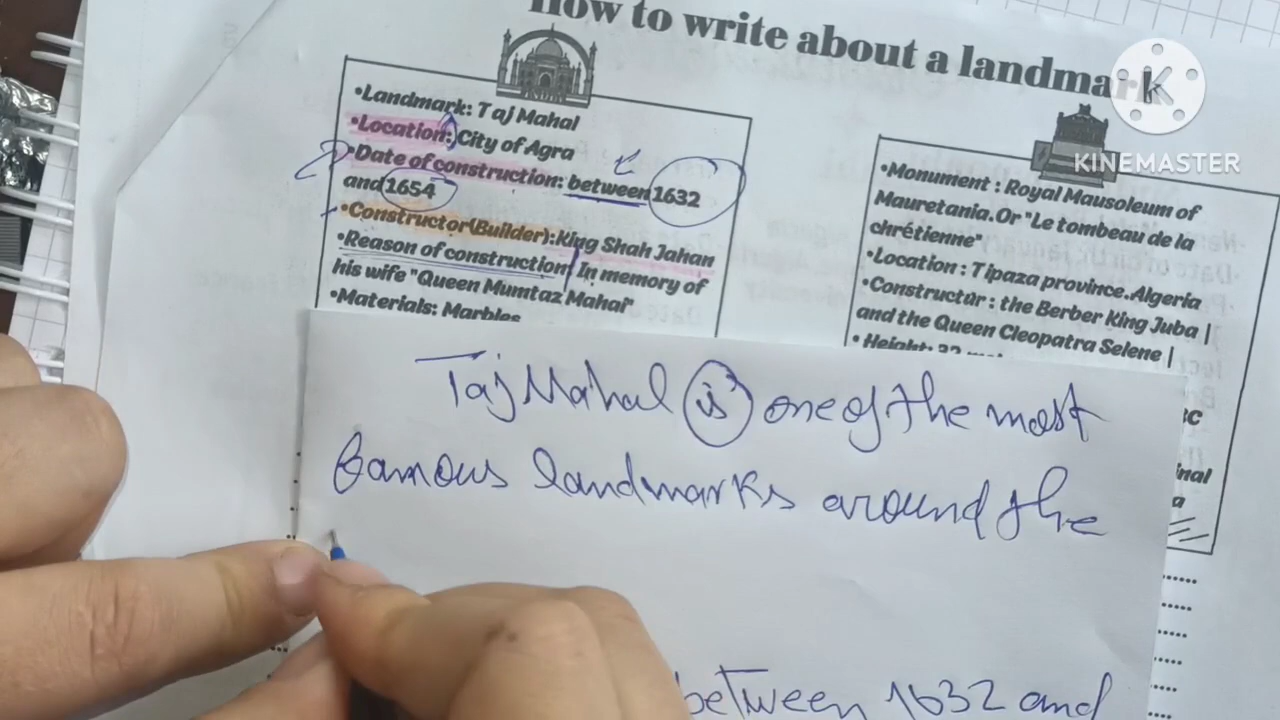 How to write about a landmark
•Landmark: Taj Mahal
•Location: City of Agra
•Date of construction: between 1632
and 1654
•Constructor(Builder): King Shah Jahan
•Reason of construction: In memory of
his wife "Queen Mumtaz Mahal"
•Materials: Marbles
•Monument : Royal Mausoleum of
Mauretania.Or "Le tombeau de la
chrétienne"
•Location : Tipaza province.Algeria
•Constructur : the Berber King Juba |
and the Queen Cleopatra Selene |
• Height: 32
BC
Taj Mahal is one of the most
famous landmarks around the
between 1632 and
K
KINEMASTER